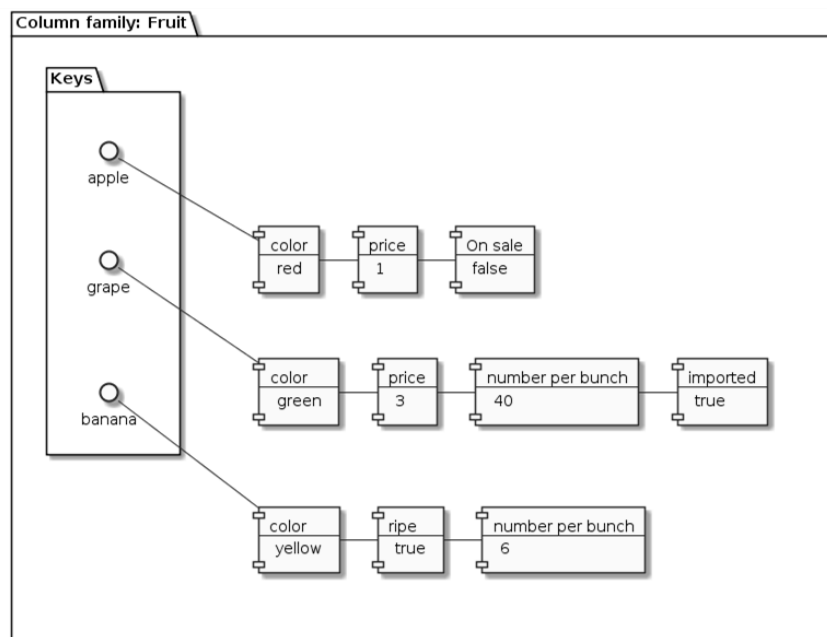 Column family: Fruit
Keys
apple
color
red
price
1
On sale
false
grape
color
green
price
3
number per bunch
40
imported
true
banana
color
yellow
ripe
true
number per bunch
6